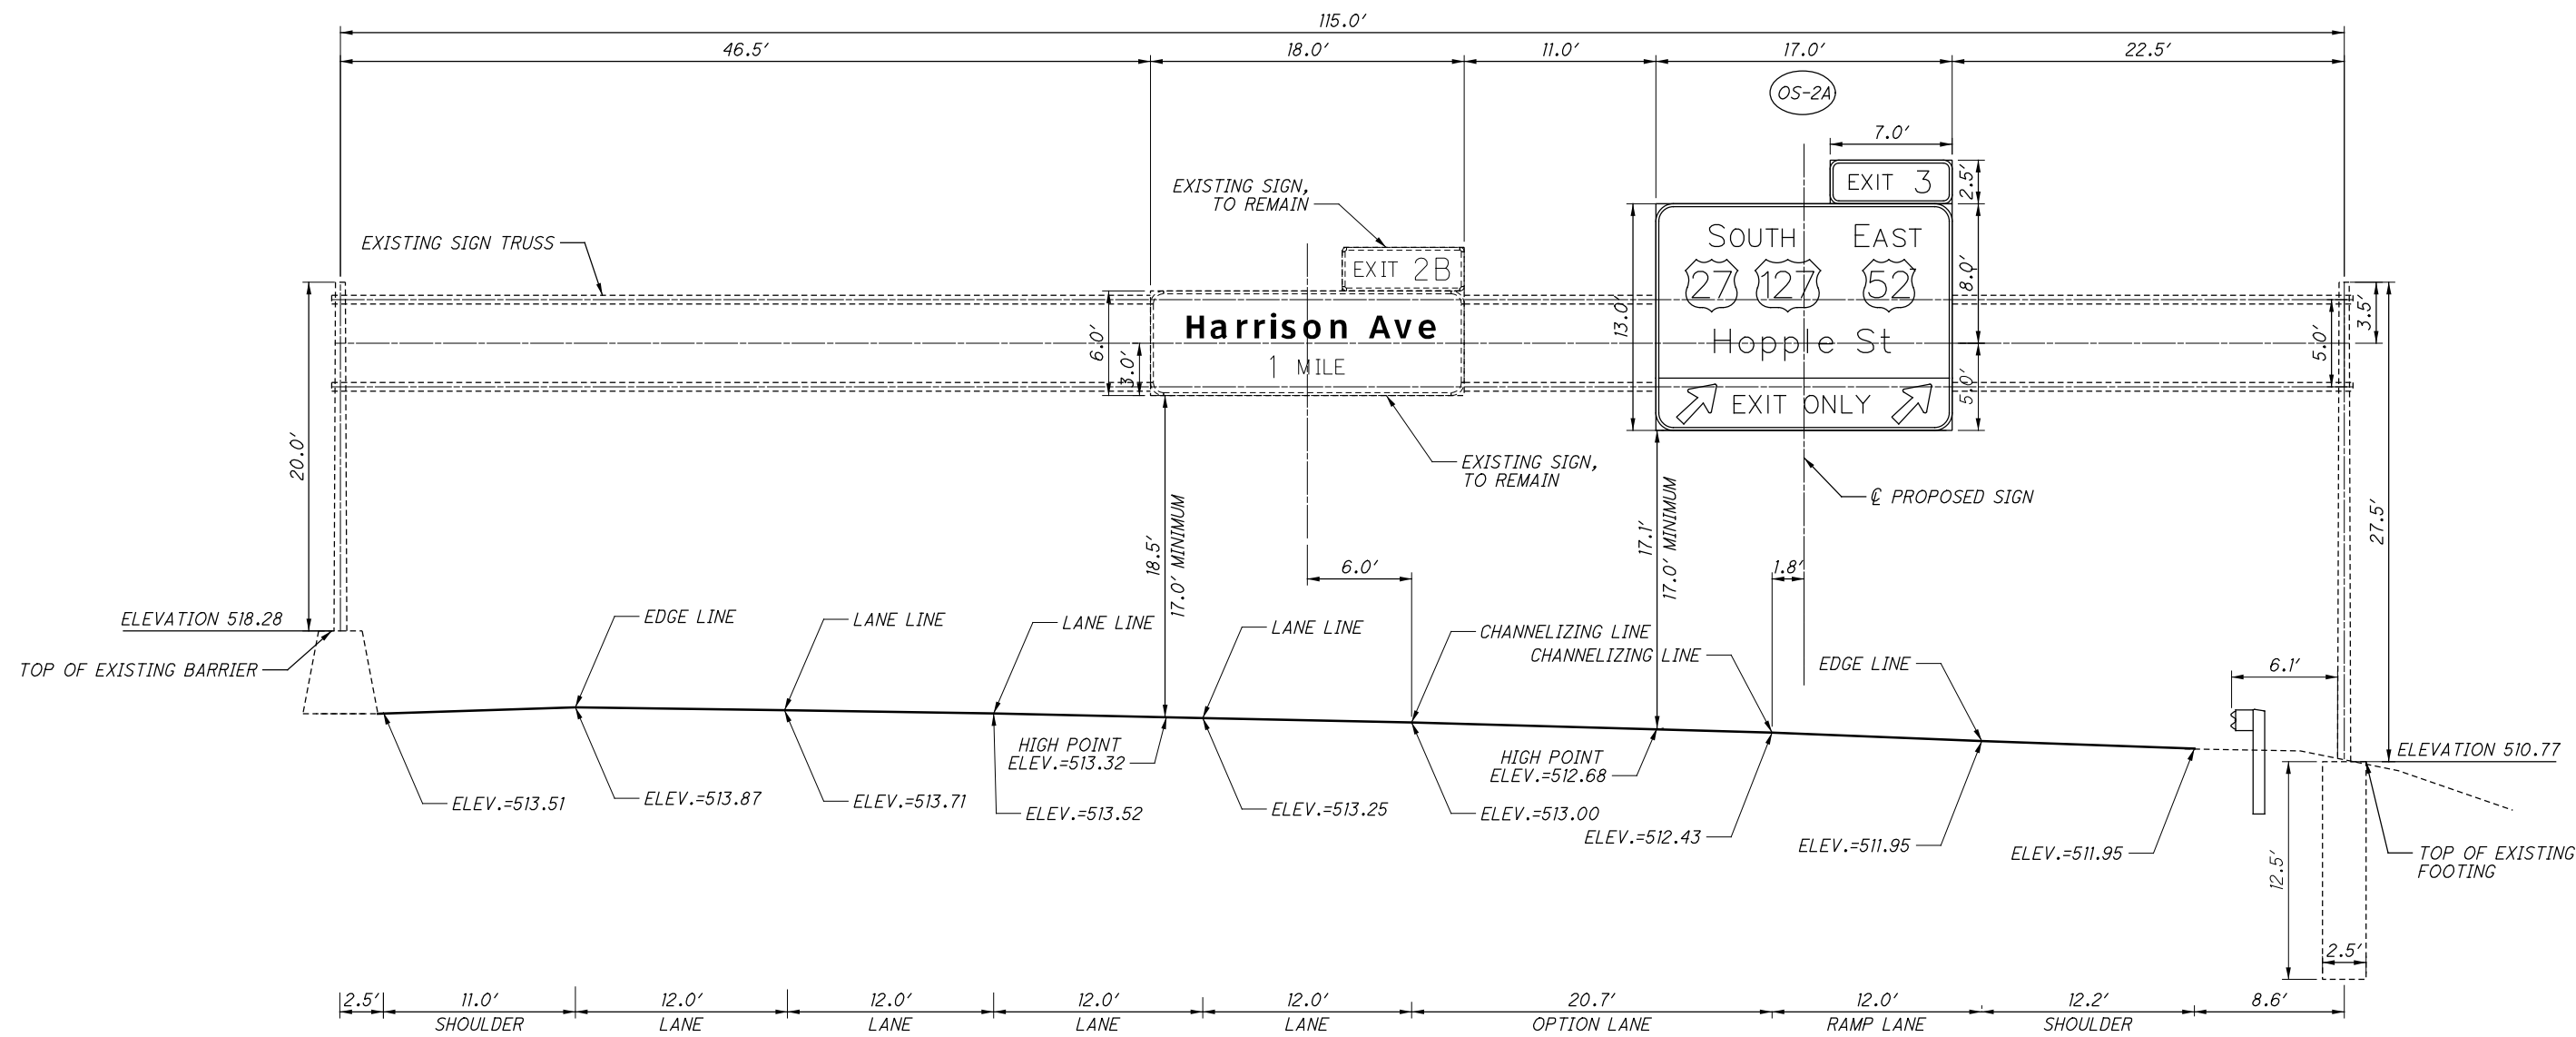 115.0'
46.5'
18.0'
11.0'
17.0'
22.5'
OS-2A
7.0'
EXIT 3
2.5'
EXISTING SIGN,
TO REMAIN
EXISTING SIGN TRUSS
EXIT 2B
SOUTH EAST
27 127 52
Hopple St
EXIT ONLY
13.0'
8.0'
5.0'
Harrison Ave
1 MILE
6.0'
3.0'
5.0'
3.5'
20.0'
27.5'
EXISTING SIGN,
TO REMAIN
℄ PROPOSED SIGN
18.5'
17.0' MINIMUM
17.1'
17.0' MINIMUM
6.0'
1.8'
ELEVATION 518.28
TOP OF EXISTING BARRIER
EDGE LINE
LANE LINE
LANE LINE
LANE LINE
CHANNELIZING LINE
CHANNELIZING LINE
EDGE LINE
6.1'
HIGH POINT
ELEV.=513.32
HIGH POINT
ELEV.=512.68
ELEVATION 510.77
ELEV.=513.51
ELEV.=513.87
ELEV.=513.71
ELEV.=513.52
ELEV.=513.25
ELEV.=513.00
ELEV.=512.43
ELEV.=511.95
ELEV.=511.95
TOP OF EXISTING
FOOTING
12.5'
2.5'
2.5'
11.0'
12.0'
12.0'
12.0'
12.0'
20.7'
12.0'
12.2'
8.6'
SHOULDER
LANE
LANE
LANE
LANE
OPTION LANE
RAMP LANE
SHOULDER